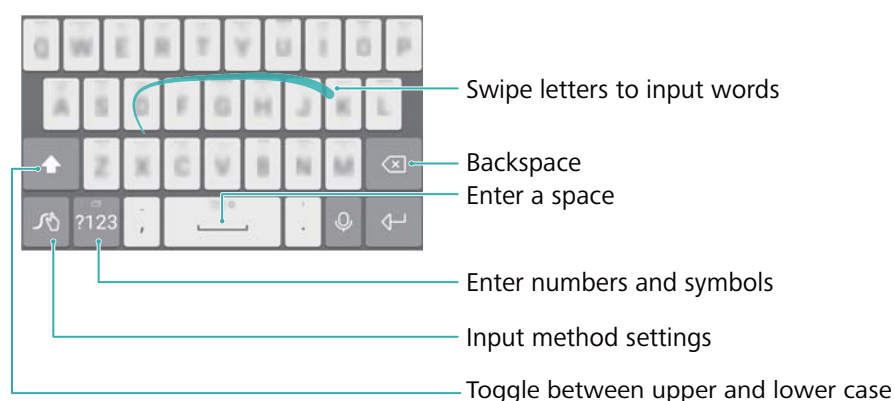 Q W E R T Y U I O P
A S D F G H J K L
Swipe letters to input words
Z X C V B N M
Backspace
Enter a space
?123 , .
Enter numbers and symbols
Input method settings
Toggle between upper and lower case